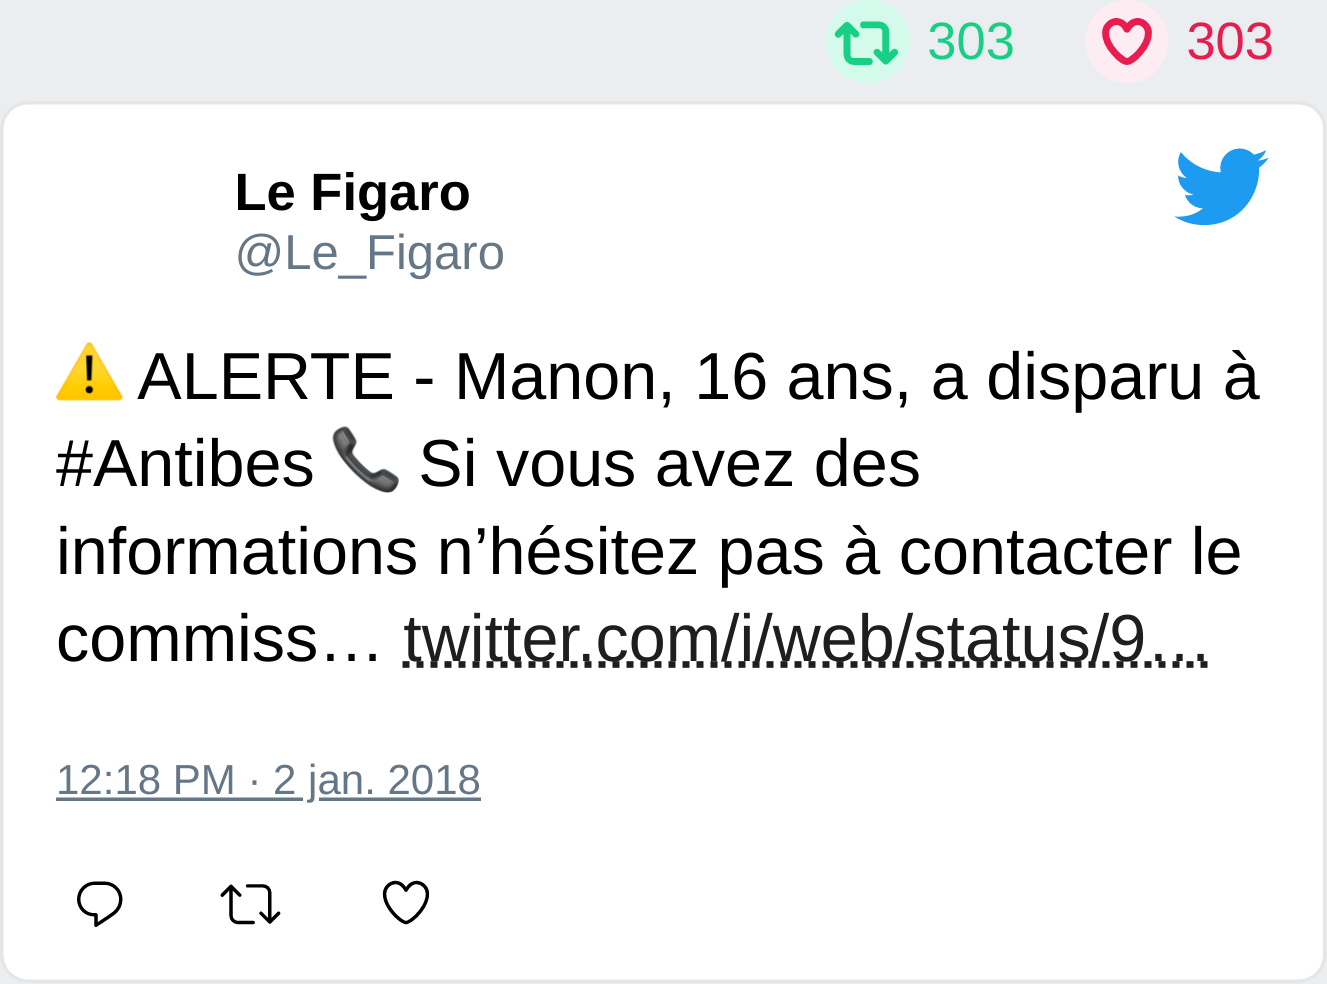 303 303
Le Figaro
@Le_Figaro
⚠️ ALERTE - Manon, 16 ans, a disparu à
#Antibes 📞 Si vous avez des
informations n’hésitez pas à contacter le
commiss… twitter.com/i/web/status/9…
12:18 PM · 2 jan. 2018